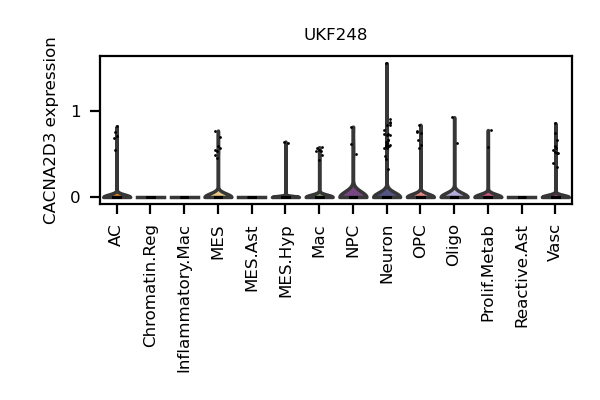 UKF248
CACNA2D3 expression
1
0
AC
Chromatin.Reg
Inflammatory.Mac
MES
MES.Ast
MES.Hyp
Mac
NPC
Neuron
OPC
Oligo
Prolif.Metab
Reactive.Ast
Vasc